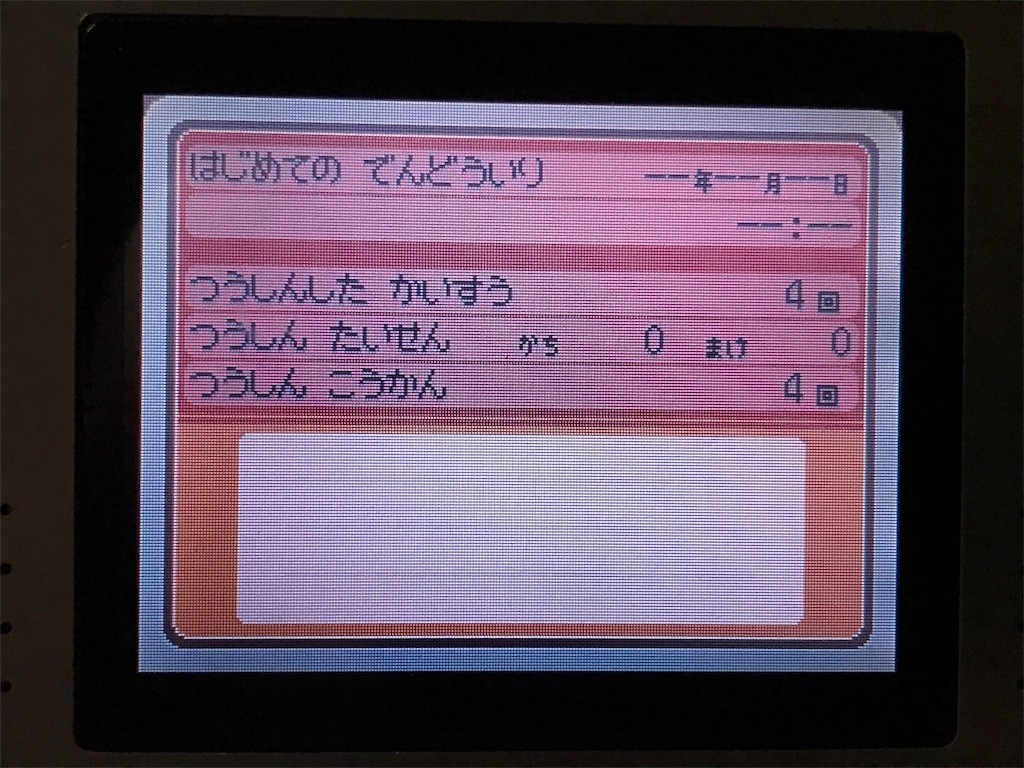 はじめての でんどういり ーー年ーー月ーー日
ーー:ーー
つうしんした かいすう 4回
つうしん たいせん かち 0 まけ 0
つうしん こうかん 4回